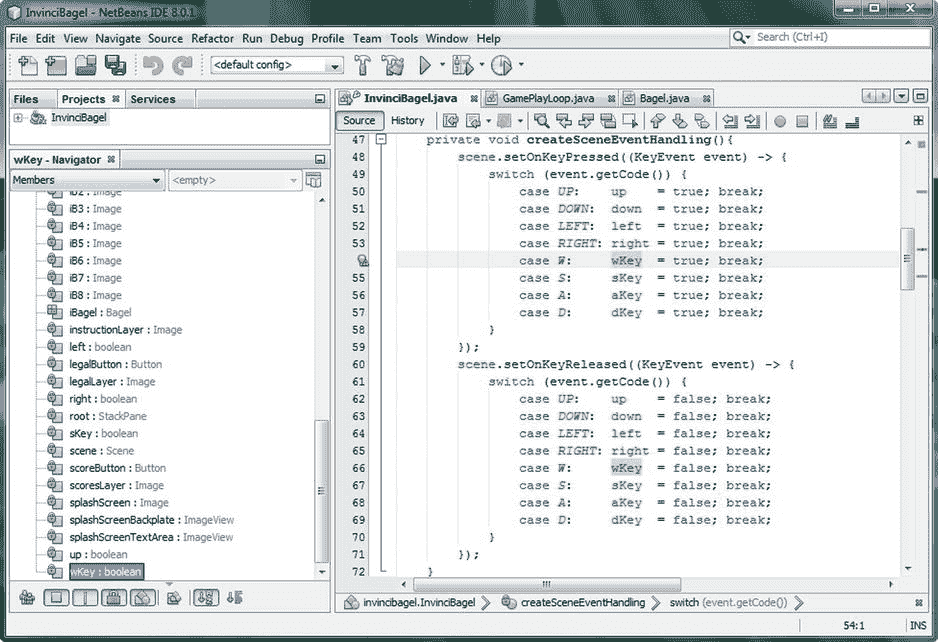 InvinciBagel - NetBeans IDE 8.0.1
File Edit View Navigate Source Refactor Run Debug Profile Team Tools Window Help
Search (Ctrl+I)
<default config>
Files Projects Services
InvinciBagel
wKey - Navigator
Members <empty>
iB2 : Image
iB3 : Image
iB4 : Image
iB5 : Image
iB6 : Image
iB7 : Image
iB8 : Image
iBagel : Bagel
instructionLayer : Image
left : boolean
legalButton : Button
legalLayer : Image
right : boolean
root : StackPane
sKey : boolean
scene : Scene
scoreButton : Button
scoresLayer : Image
splashScreen : Image
splashScreenBackplate : ImageView
splashScreenTextArea : ImageView
up : boolean
wKey : boolean
InvinciBagel.java GamePlayLoop.java Bagel.java
Source History
47 private void createSceneEventHandling(){
48 scene.setOnKeyPressed((KeyEvent event) -> {
49 switch (event.getCode()) {
50 case UP: up = true; break;
51 case DOWN: down = true; break;
52 case LEFT: left = true; break;
53 case RIGHT: right = true; break;
case W: wKey = true; break;
55 case S: sKey = true; break;
56 case A: aKey = true; break;
57 case D: dKey = true; break;
58 }
59 });
60 scene.setOnKeyReleased((KeyEvent event) -> {
61 switch (event.getCode()) {
62 case UP: up = false; break;
63 case DOWN: down = false; break;
64 case LEFT: left = false; break;
65 case RIGHT: right = false; break;
66 case W: wKey = false; break;
67 case S: sKey = false; break;
68 case A: aKey = false; break;
69 case D: dKey = false; break;
70 }
71 });
72 }
invincibagel.InvinciBagel createSceneEventHandling switch (event.getCode())
54:1 INS